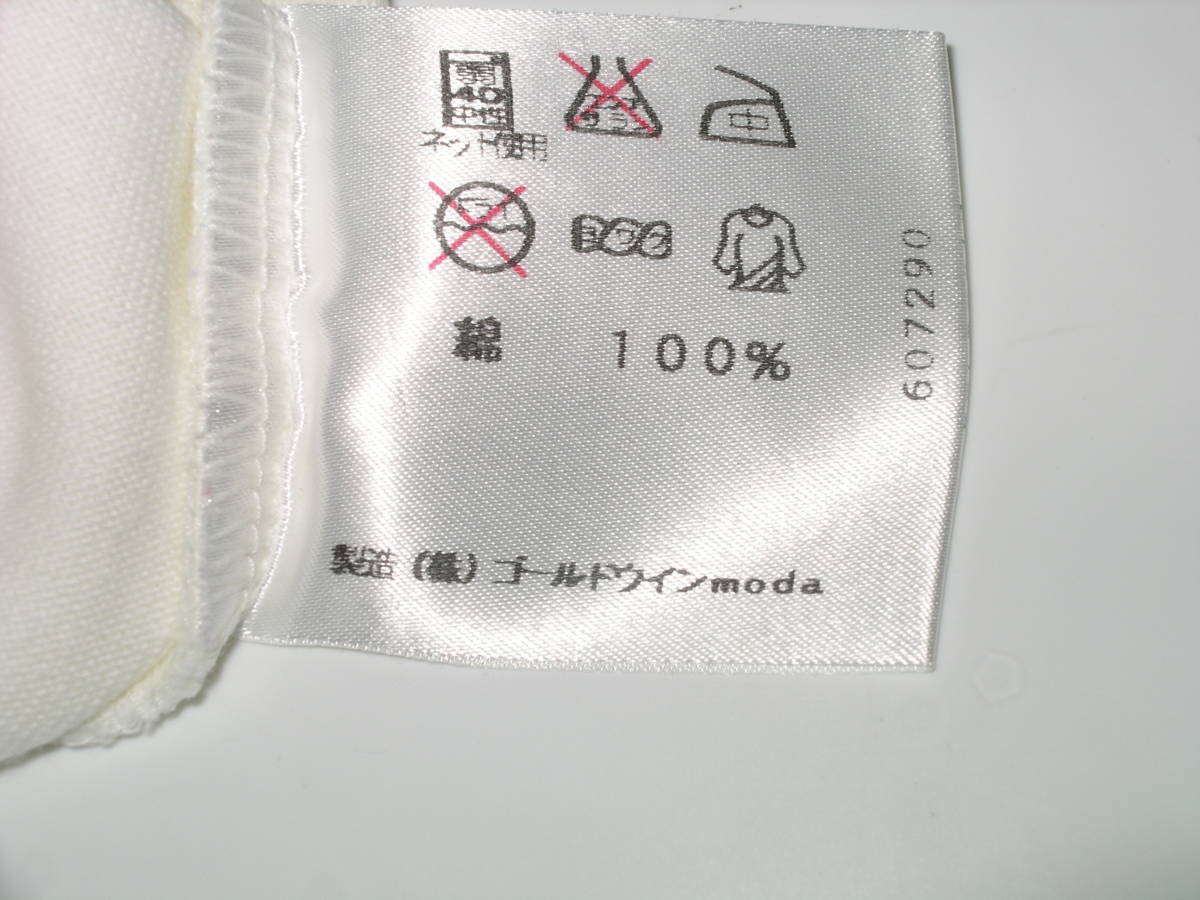 弱
40
中性
ネット使用
中
綿 100%
製造 (株) ゴールドウインmoda
607290